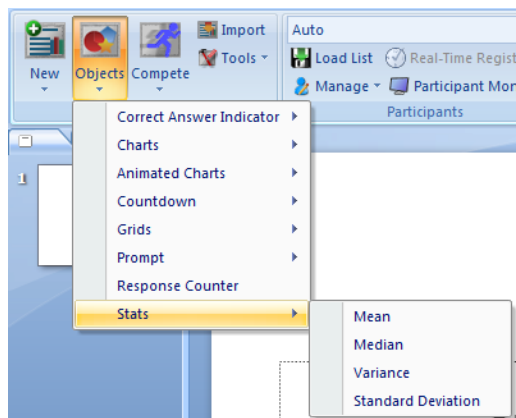 New
Objects
Compete
Import
Tools
Auto
Load List
Real-Time Regist
Manage
Participant Mon
Participants
1
Correct Answer Indicator
Charts
Animated Charts
Countdown
Grids
Prompt
Response Counter
Stats
Mean
Median
Variance
Standard Deviation